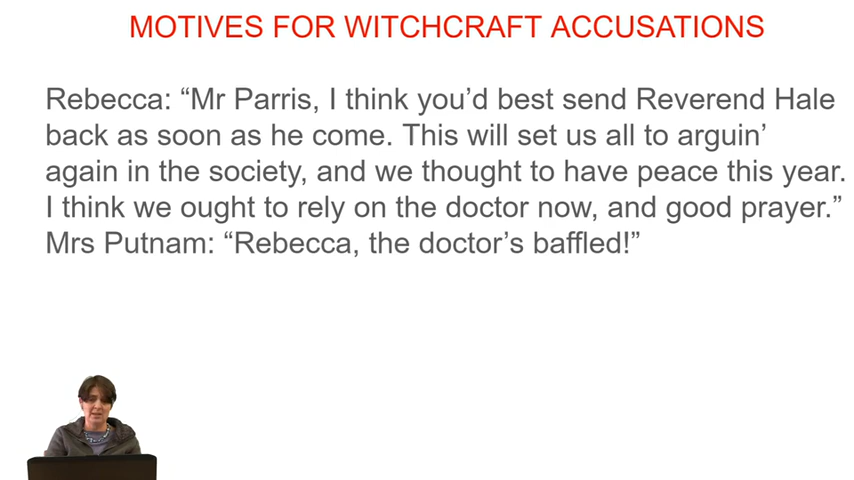 MOTIVES FOR WITCHCRAFT ACCUSATIONS
Rebecca: “Mr Parris, I think you’d best send Reverend Hale
back as soon as he come. This will set us all to arguin’
again in the society, and we thought to have peace this year.
I think we ought to rely on the doctor now, and good prayer.”
Mrs Putnam: “Rebecca, the doctor’s baffled!”